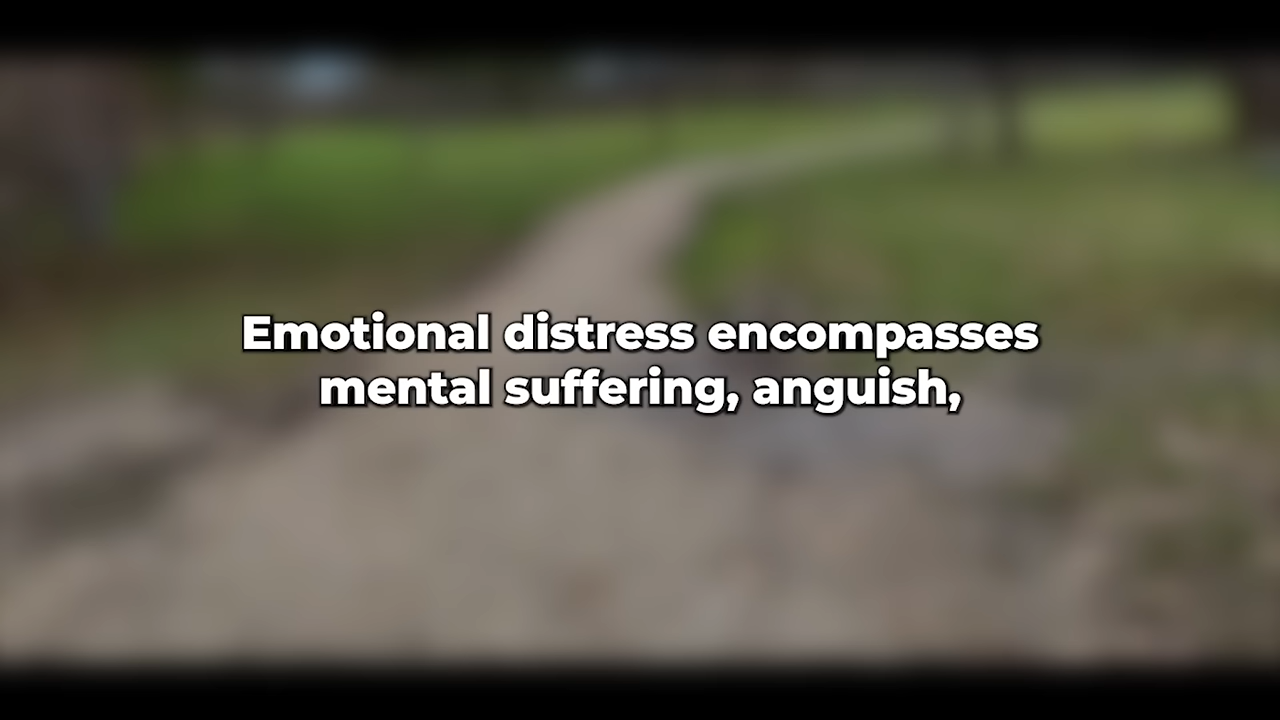 Emotional distress encompasses
mental suffering, anguish,